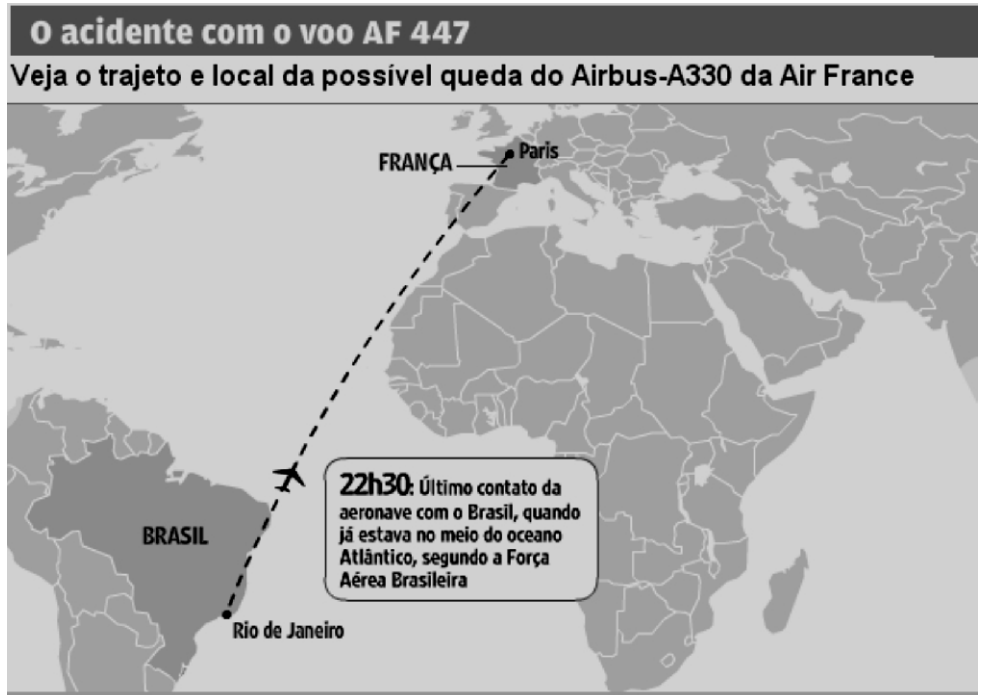 O acidente com o voo AF 447
Veja o trajeto e local da possível queda do Airbus-A330 da Air France
Paris
FRANÇA
22h30: Último contato da
aeronave com o Brasil, quando
já estava no meio do oceano
Atlântico, segundo a Força
Aérea Brasileira
BRASIL
Rio de Janeiro